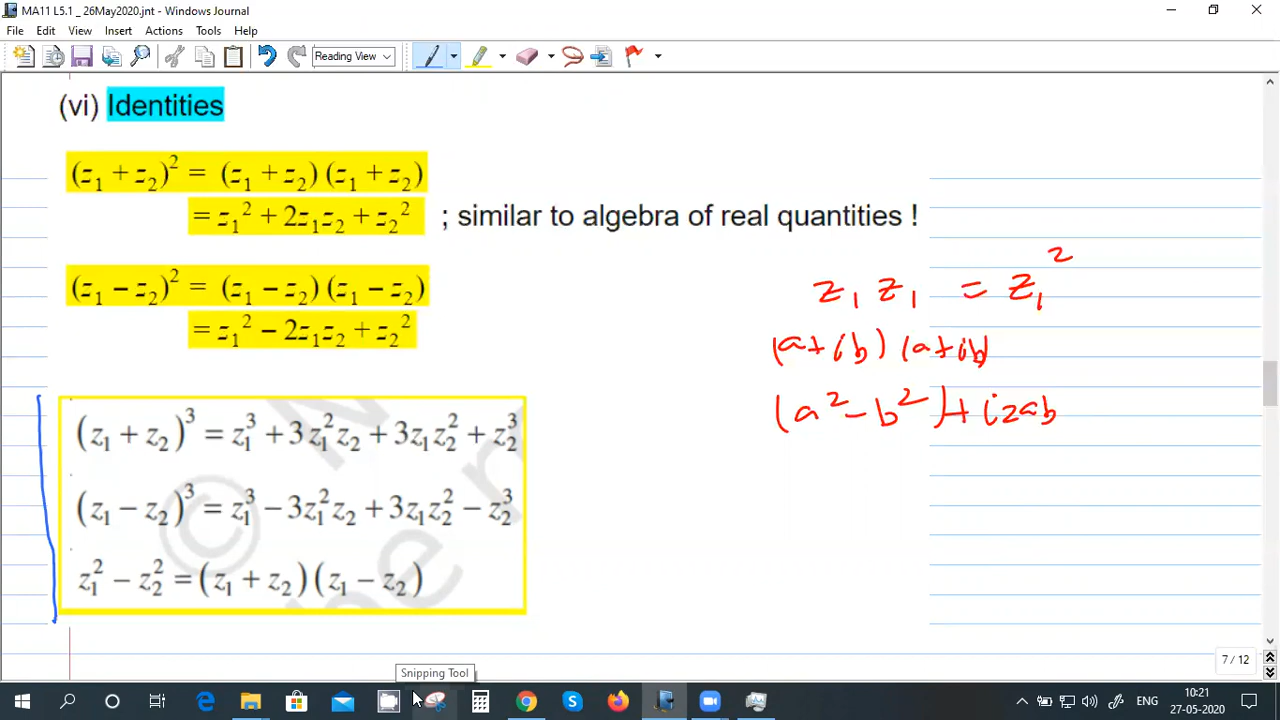 MA11 L5.1 _ 26May2020.jnt - Windows Journal
File Edit View Insert Actions Tools Help
Reading View
(vi) Identities
(z₁ + z₂)² = (z₁ + z₂) (z₁ + z₂)
= z₁² + 2z₁z₂ + z₂² ; similar to algebra of real quantities !
(z₁ − z₂)² = (z₁ − z₂) (z₁ − z₂)
= z₁² − 2z₁z₂ + z₂²
z₁ z₁ = z₁²
(a+ib) (a+ib)
(a²−b²)+i2ab
(z₁ + z₂)³ = z₁³ + 3z₁²z₂ + 3z₁z₂² + z₂³
(z₁ − z₂)³ = z₁³ − 3z₁²z₂ + 3z₁z₂² − z₂³
z₁² − z₂² = (z₁ + z₂) (z₁ − z₂)
7 / 12
Snipping Tool
ENG
10:21
27-05-2020